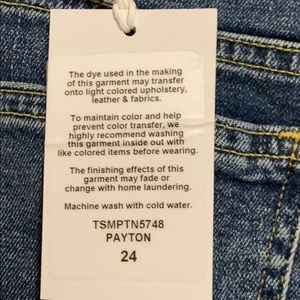 The dye used in the making
of this garment may transfer
onto light colored upholstery,
leather & fabrics.
To maintain color and help
prevent color transfer, we
highly recommend washing
this garment inside out with
like colored items before wearing.
The finishing effects of this
garment may fade or
change with home laundering.
Machine wash with cold water.
TSMPTN5748
PAYTON
24